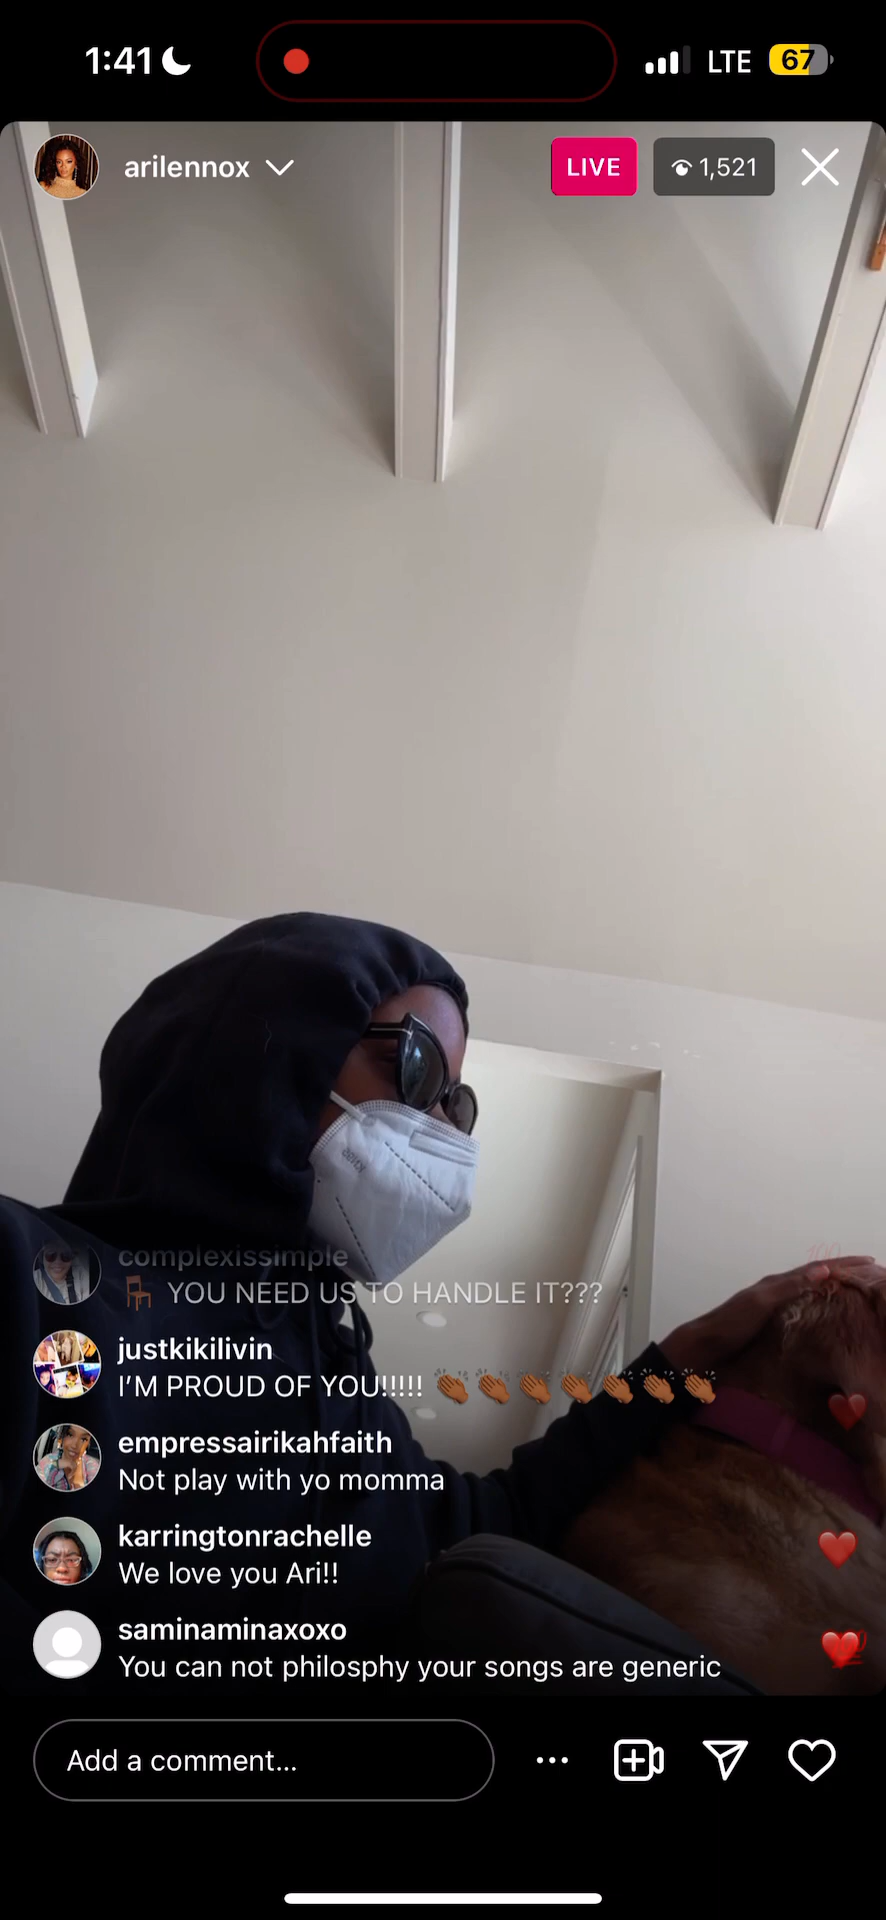 1:41
LTE
67
arilennox
LIVE
1,521
complexissimple
🪑 YOU NEED US TO HANDLE IT???
justkikilivin
I'M PROUD OF YOU!!!!! 👏🏾👏🏾👏🏾👏🏾👏🏾👏🏾👏🏾
empressairikahfaith
Not play with yo momma
karringtonrachelle
We love you Ari!!
saminaminaxoxo
You can not philosphy your songs are generic
Add a comment...